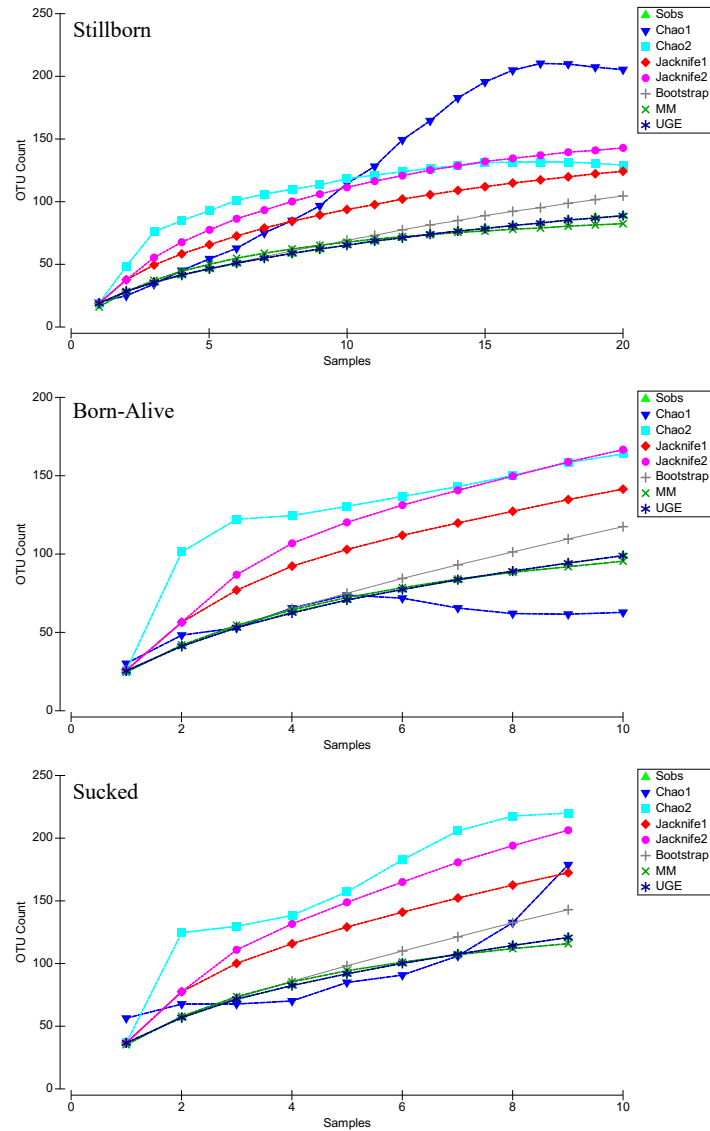 Stillborn
250
200
150
100
50
0
OTU Count
0 5 10 15 20
Samples
Sobs
Chao1
Chao2
Jacknife1
Jacknife2
Bootstrap
MM
UGE
Born-Alive
200
150
100
50
0
OTU Count
0 2 4 6 8 10
Samples
Sobs
Chao1
Chao2
Jacknife1
Jacknife2
Bootstrap
MM
UGE
Sucked
250
200
150
100
50
0
OTU Count
0 2 4 6 8 10
Samples
Sobs
Chao1
Chao2
Jacknife1
Jacknife2
Bootstrap
MM
UGE